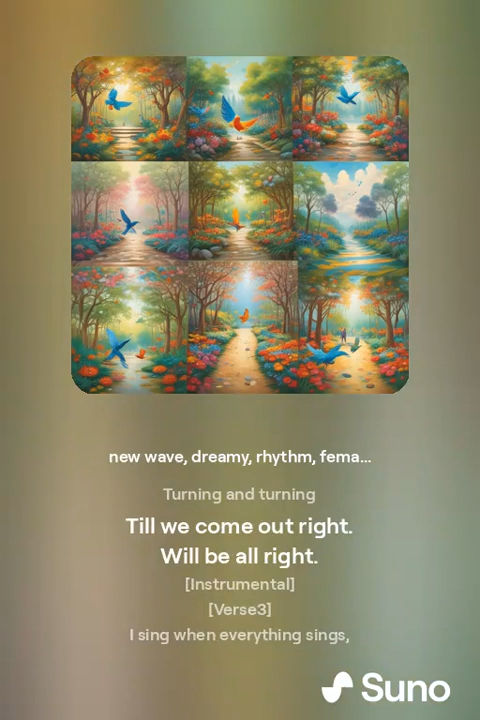 new wave, dreamy, rhythm, fema...
Turning and turning
Till we come out right.
Will be all right.
[Instrumental]
[Verse3]
I sing when everything sings,
Suno